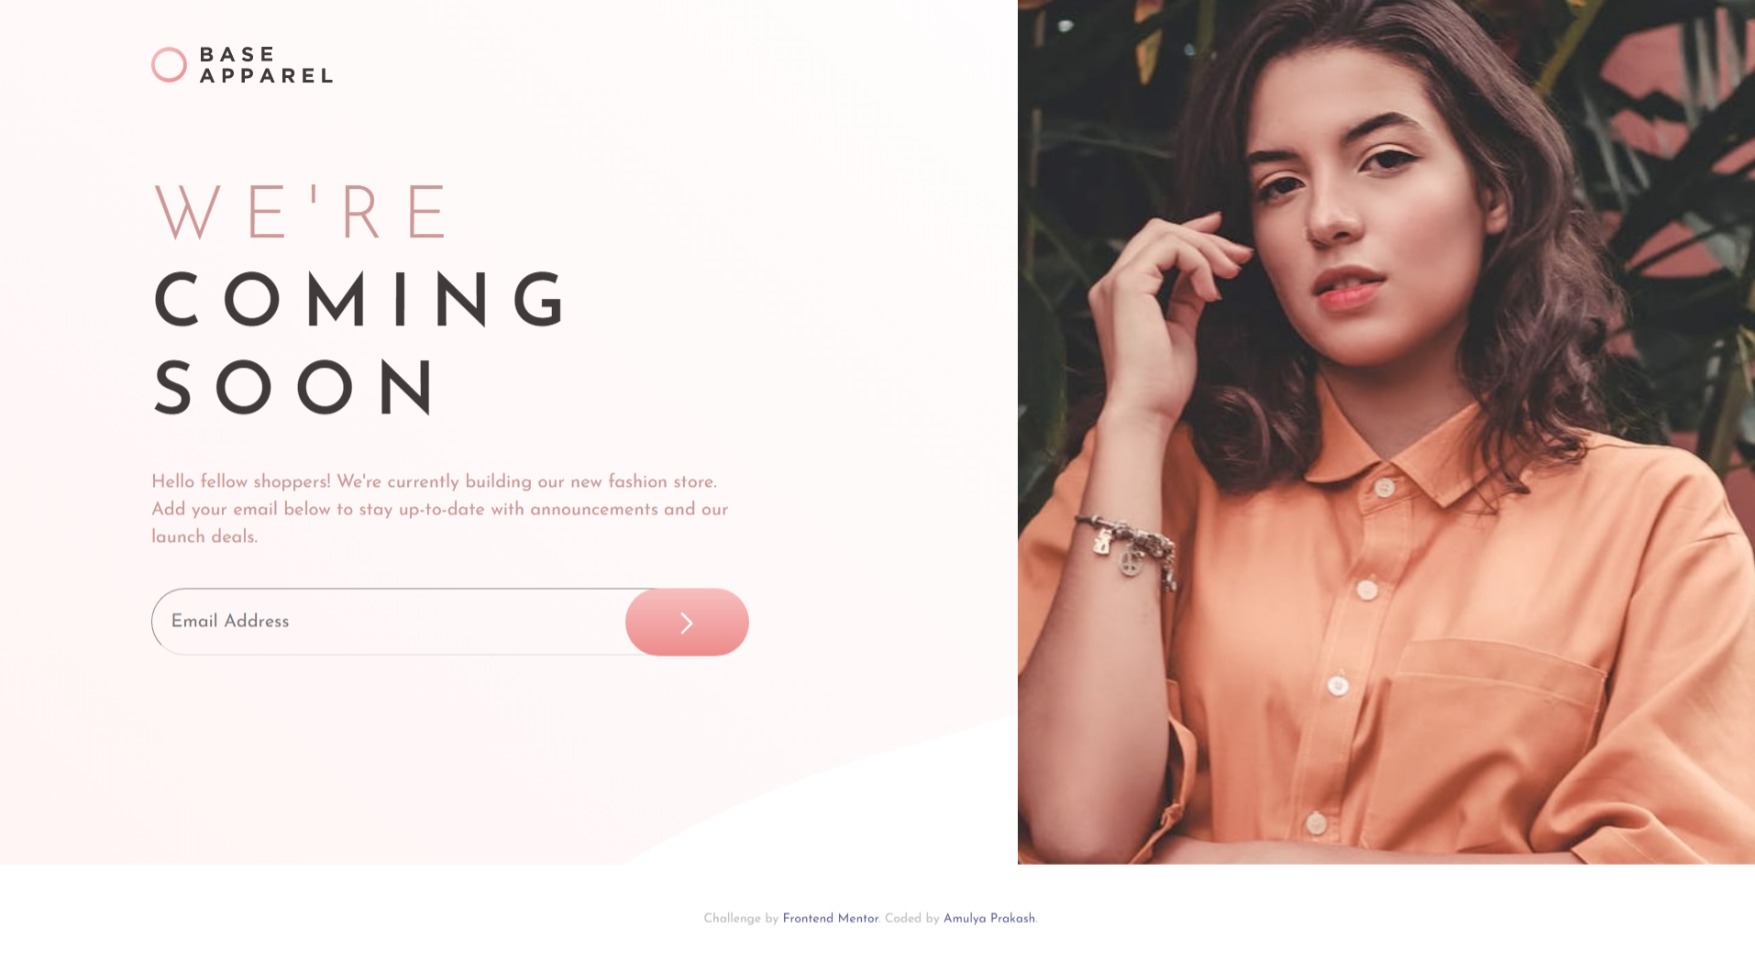 BASE
APPAREL
WE'RE
COMING
SOON
Hello fellow shoppers! We're currently building our new fashion store.
Add your email below to stay up-to-date with announcements and our
launch deals.
Email Address
Challenge by Frontend Mentor. Coded by Amulya Prakash.